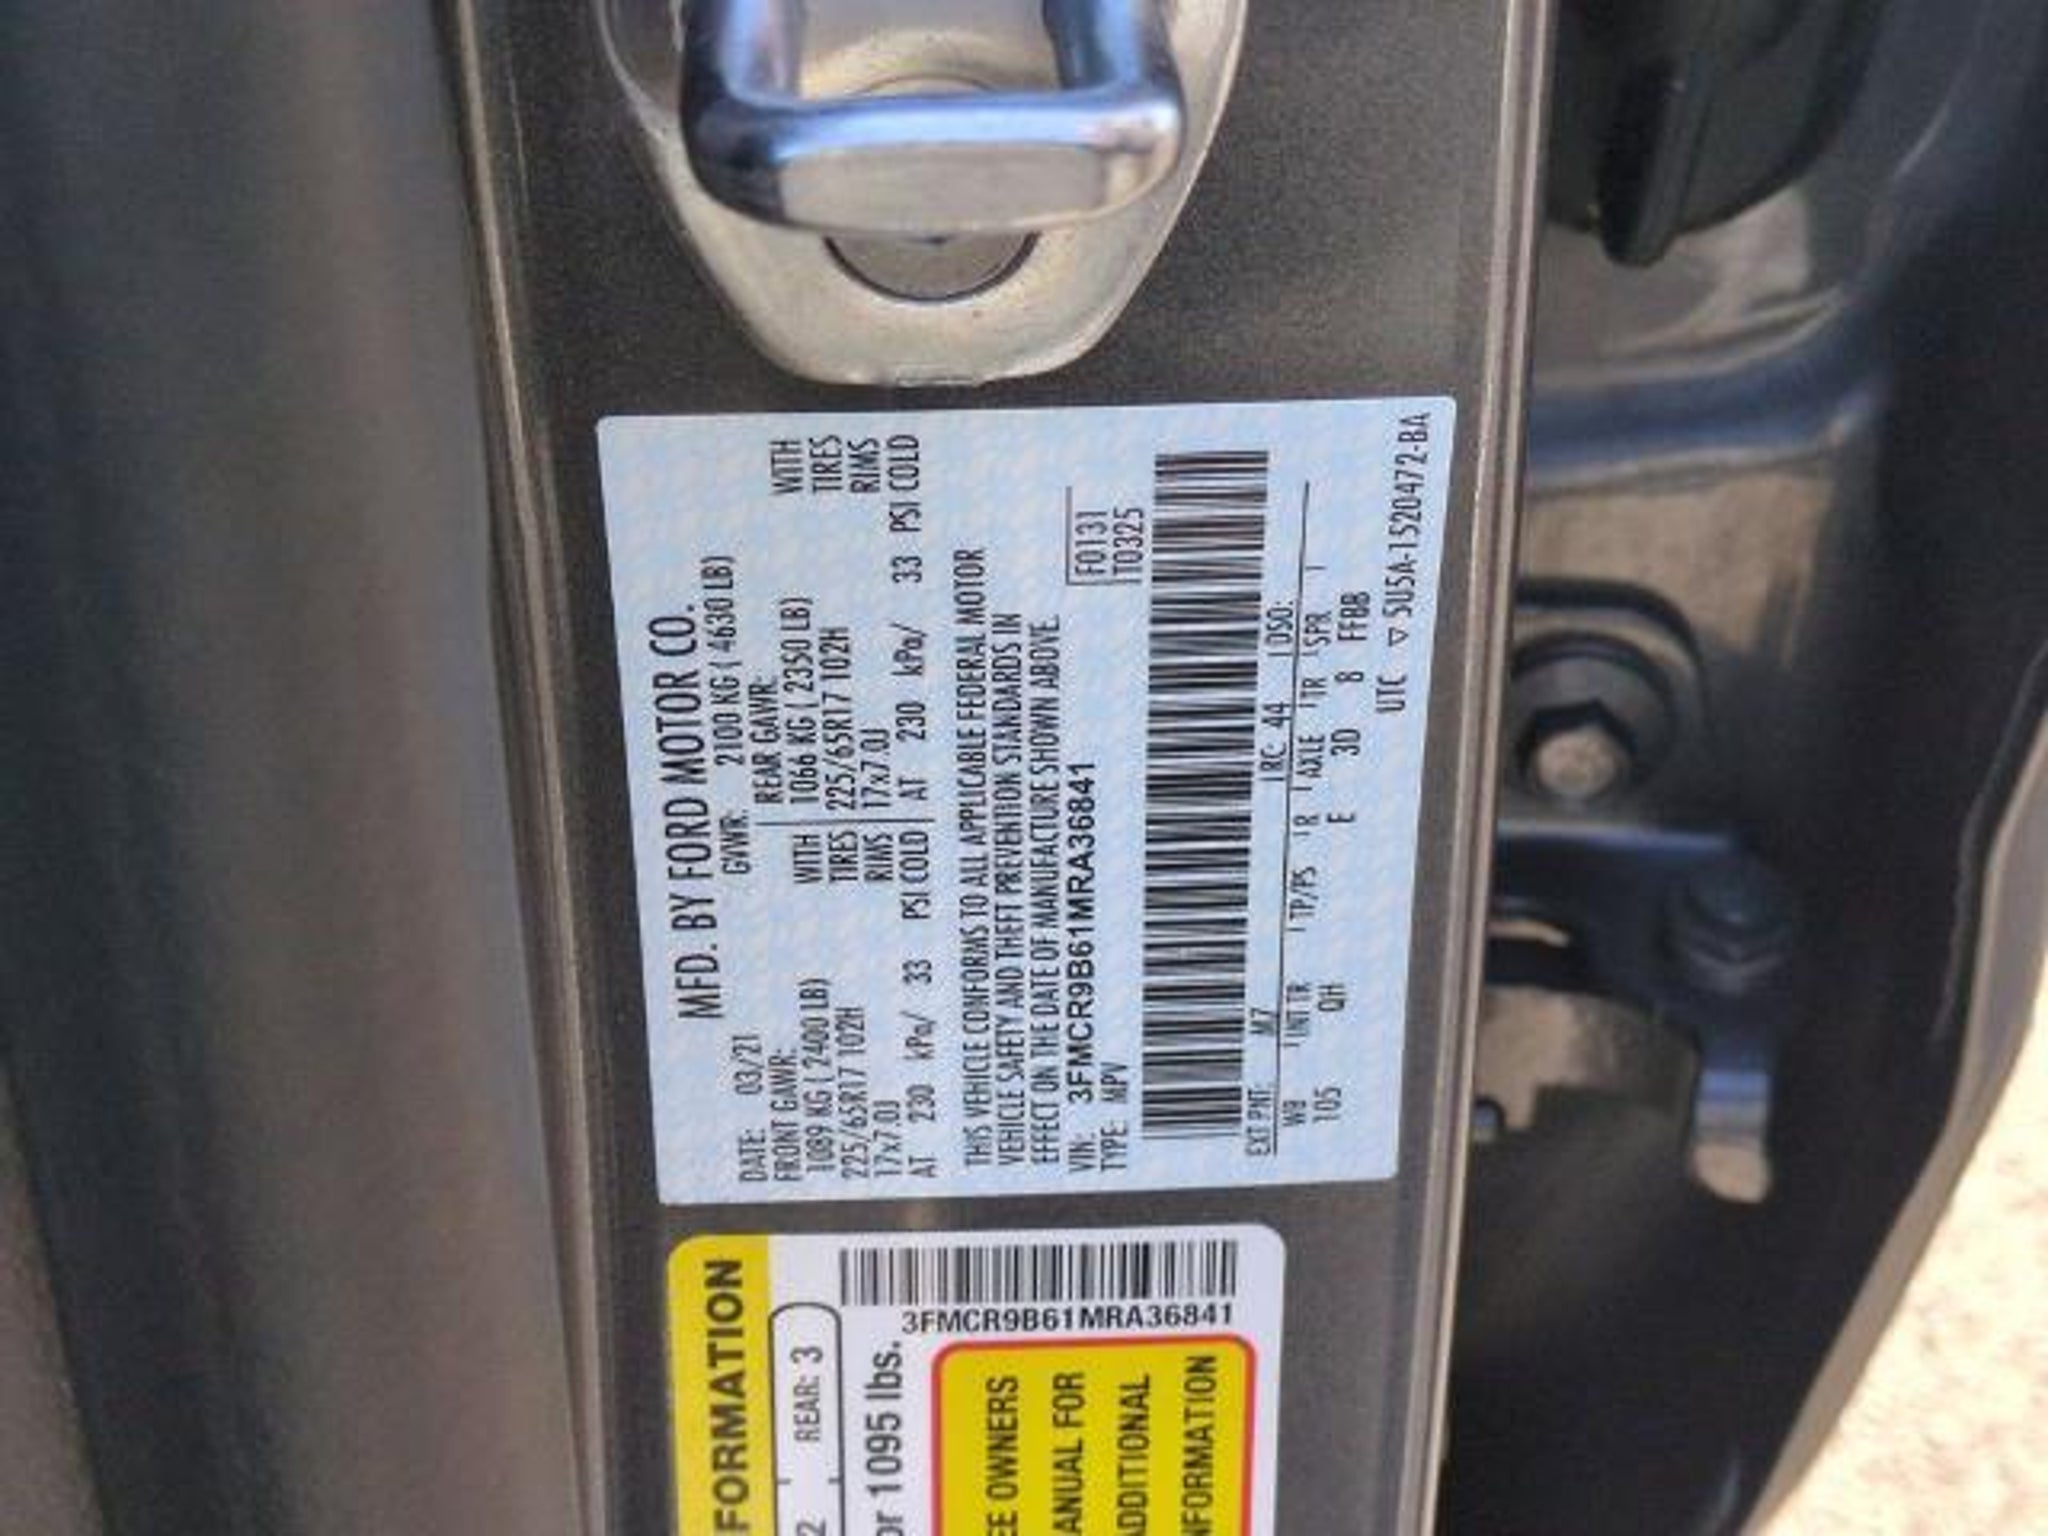 MFD. BY FORD MOTOR CO.
DATE: 03/21 GVWR: 2100 KG ( 4630 LB)
FRONT GAWR: REAR GAWR:
1089 KG ( 2400 LB) WITH 1066 KG ( 2350 LB) WITH
225/65R17 102H TIRES 225/65R17 102H TIRES
17x7.0J RIMS 17x7.0J RIMS
AT 230 kPa/ 33 PSI COLD AT 230 kPa/ 33 PSI COLD
THIS VEHICLE CONFORMS TO ALL APPLICABLE FEDERAL MOTOR
VEHICLE SAFETY AND THEFT PREVENTION STANDARDS IN
EFFECT ON THE DATE OF MANUFACTURE SHOWN ABOVE.
VIN: 3FMCR9B61MRA36841 F0131
TYPE: MPV T0325
EXT PNT: M7 RC: 44 DSO:
WB INT TR TP/PS R AXLE TR SPR
105 QH E 3D 8 FFBB
UTC ▽ 5U5A-1520472-BA
FORMATION
2 REAR: 3
or 1095 lbs.
3FMCR9B61MRA36841
EE OWNERS
ANUAL FOR
ADDITIONAL
NFORMATION